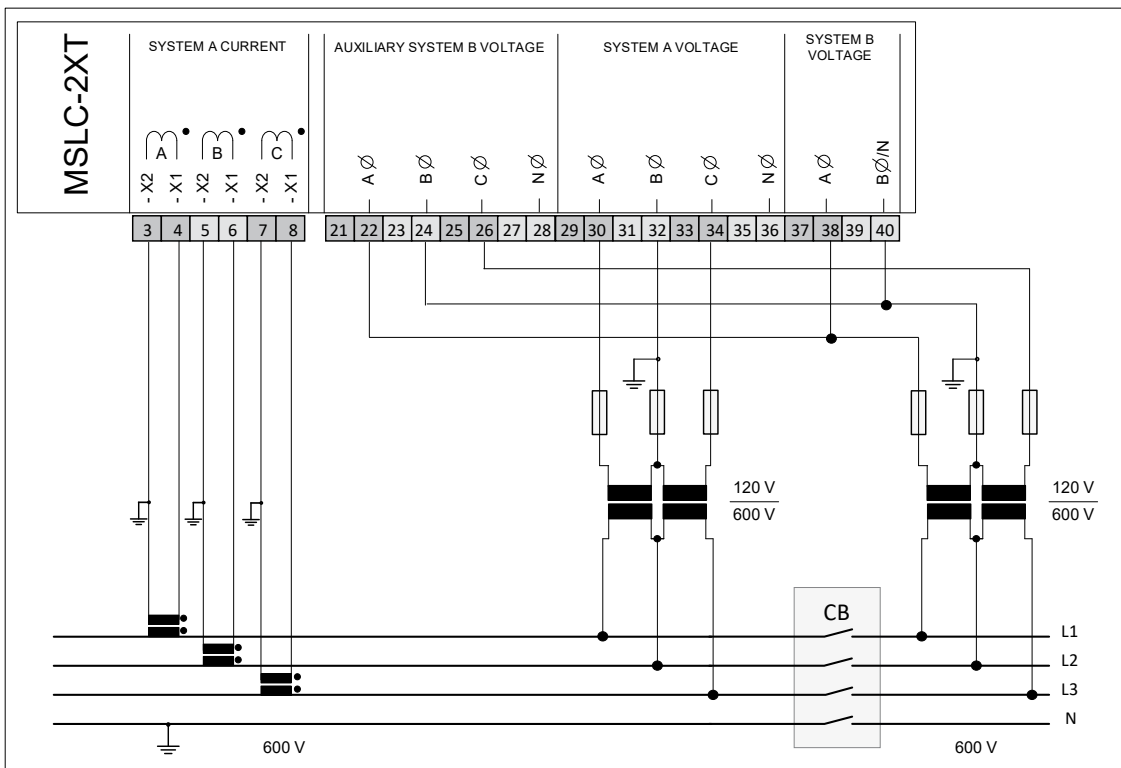 MSLC-2XT
SYSTEM A CURRENT
AUXILIARY SYSTEM B VOLTAGE
SYSTEM A VOLTAGE
SYSTEM B
VOLTAGE
A
B
C
- X2
- X1
- X2
- X1
- X2
- X1
A Ø
B Ø
C Ø
N Ø
A Ø
B Ø
C Ø
N Ø
A Ø
BØ/N
3 4 5 6 7 8
21 22 23 24 25 26 27 28 29 30 31 32 33 34 35 36 37 38 39 40
120 V
600 V
120 V
600 V
CB
L1
L2
L3
N
600 V
600 V